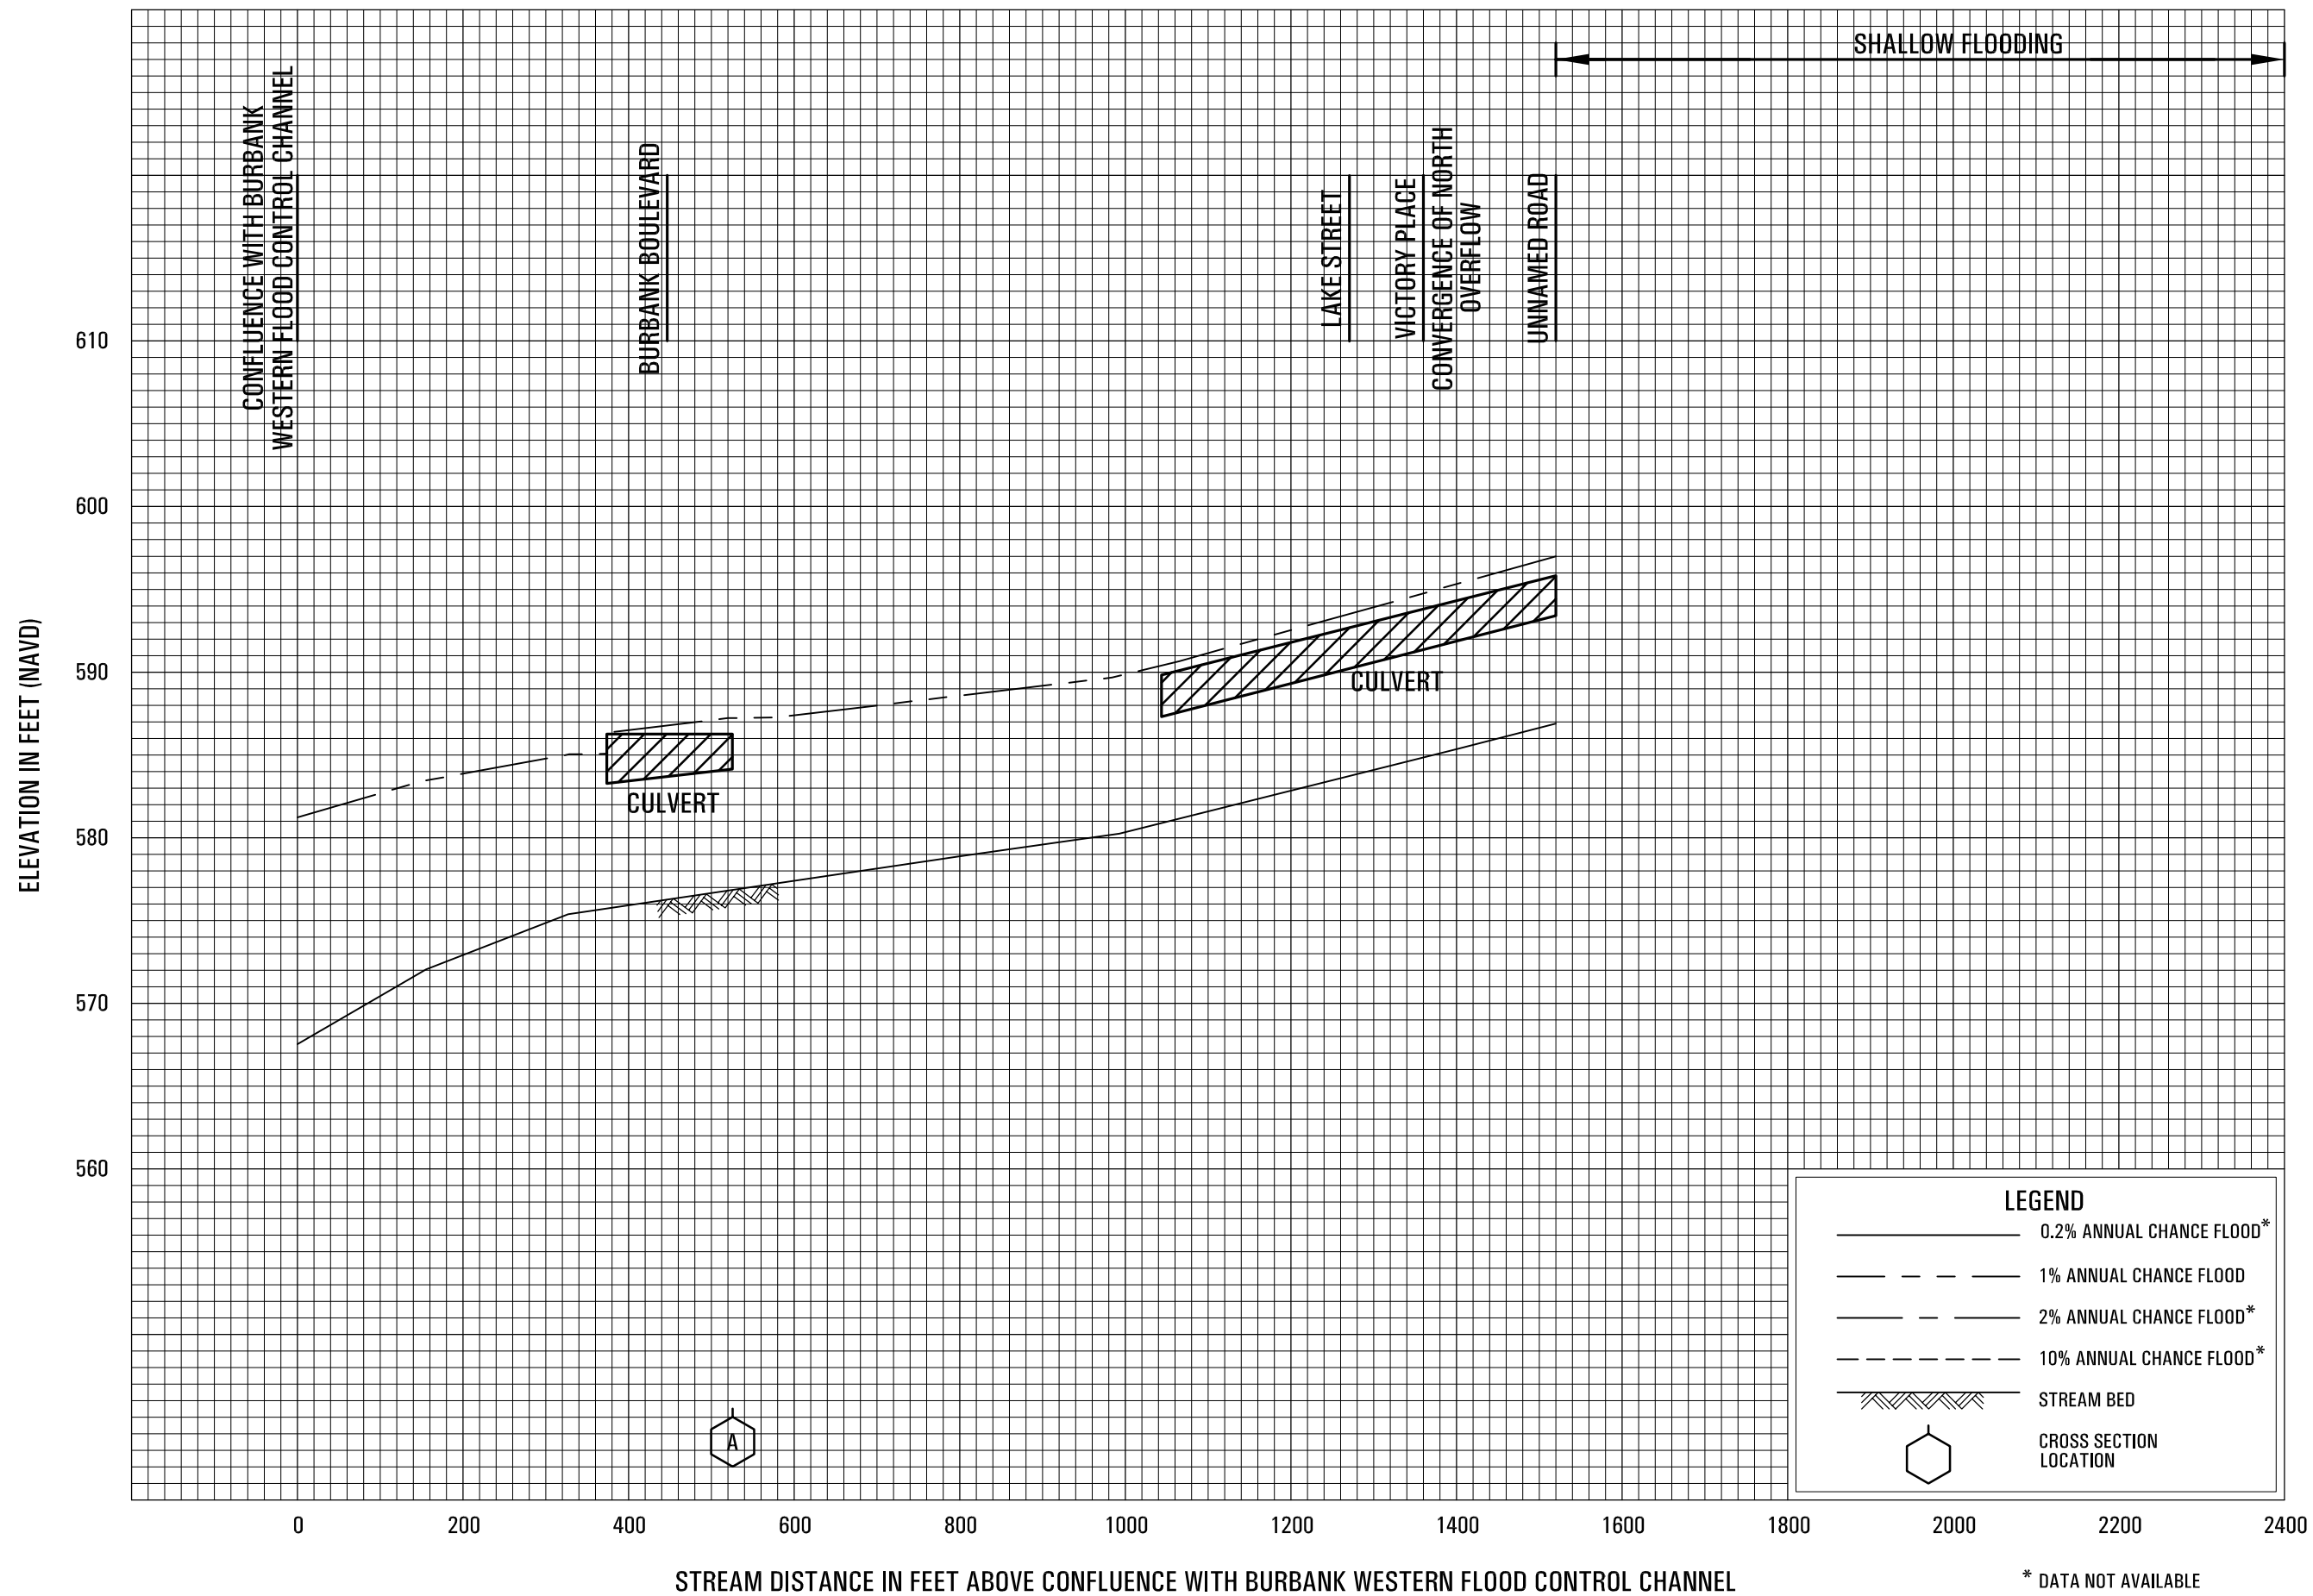 SHALLOW FLOODING
CONFLUENCE WITH BURBANK
WESTERN FLOOD CONTROL CHANNEL
BURBANK BOULEVARD
LAKE STREET
VICTORY PLACE
CONVERGENCE OF NORTH
OVERFLOW
UNNAMED ROAD
ELEVATION IN FEET (NAVD)
610
600
590
580
570
560
CULVERT
CULVERT
A
LEGEND
0.2% ANNUAL CHANCE FLOOD*
1% ANNUAL CHANCE FLOOD
2% ANNUAL CHANCE FLOOD*
10% ANNUAL CHANCE FLOOD*
STREAM BED
CROSS SECTION
LOCATION
0 200 400 600 800 1000 1200 1400 1600 1800 2000 2200 2400
STREAM DISTANCE IN FEET ABOVE CONFLUENCE WITH BURBANK WESTERN FLOOD CONTROL CHANNEL
* DATA NOT AVAILABLE